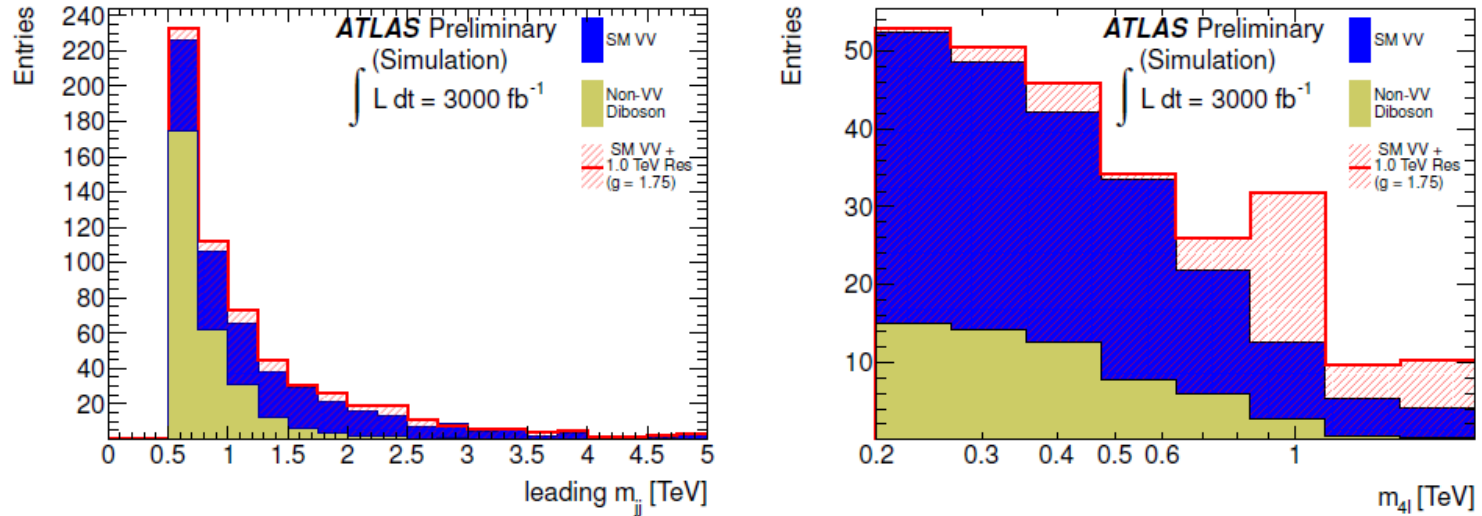 Entries
240
220
200
180
160
140
120
100
80
60
40
20
0
0.5
1
1.5
2
2.5
3
3.5
4
4.5
5
leading m_jj [TeV]
ATLAS Preliminary
(Simulation)
∫ L dt = 3000 fb⁻¹
SM VV
Non-VV
Diboson
SM VV +
1.0 TeV Res
(g = 1.75)
Entries
50
40
30
20
10
0.2
0.3
0.4
0.5
0.6
1
m_4l [TeV]
ATLAS Preliminary
(Simulation)
∫ L dt = 3000 fb⁻¹
SM VV
Non-VV
Diboson
SM VV +
1.0 TeV Res
(g = 1.75)